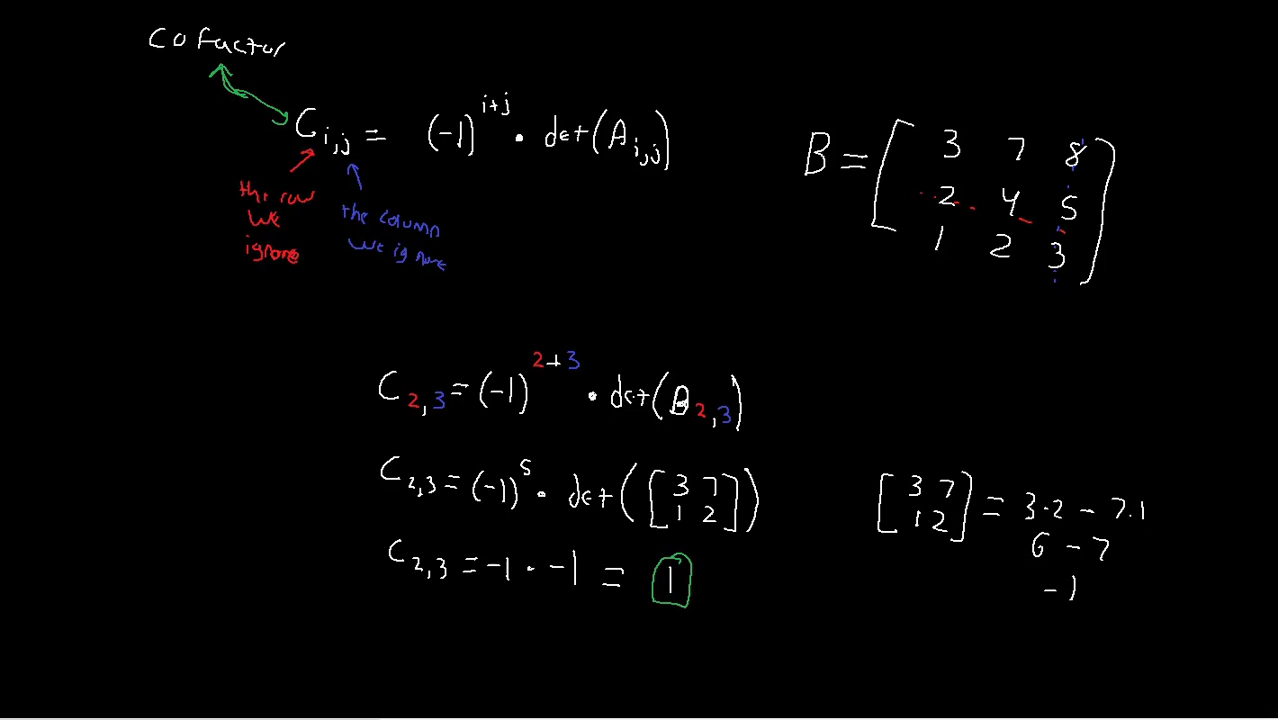 Cofactor
C i,j = (-1)^i+j · det(A i,j)
the row
we
ignore
the column
we ignore
B = [ 3 7 8
2 4 5
1 2 3 ]
C 2,3 = (-1)^2+3 · det(B 2,3)
C 2,3 = (-1)^5 · det([3 7
1 2])
C 2,3 = -1 · -1 = 1
[3 7
1 2] = 3·2 - 7.1
6 - 7
-1